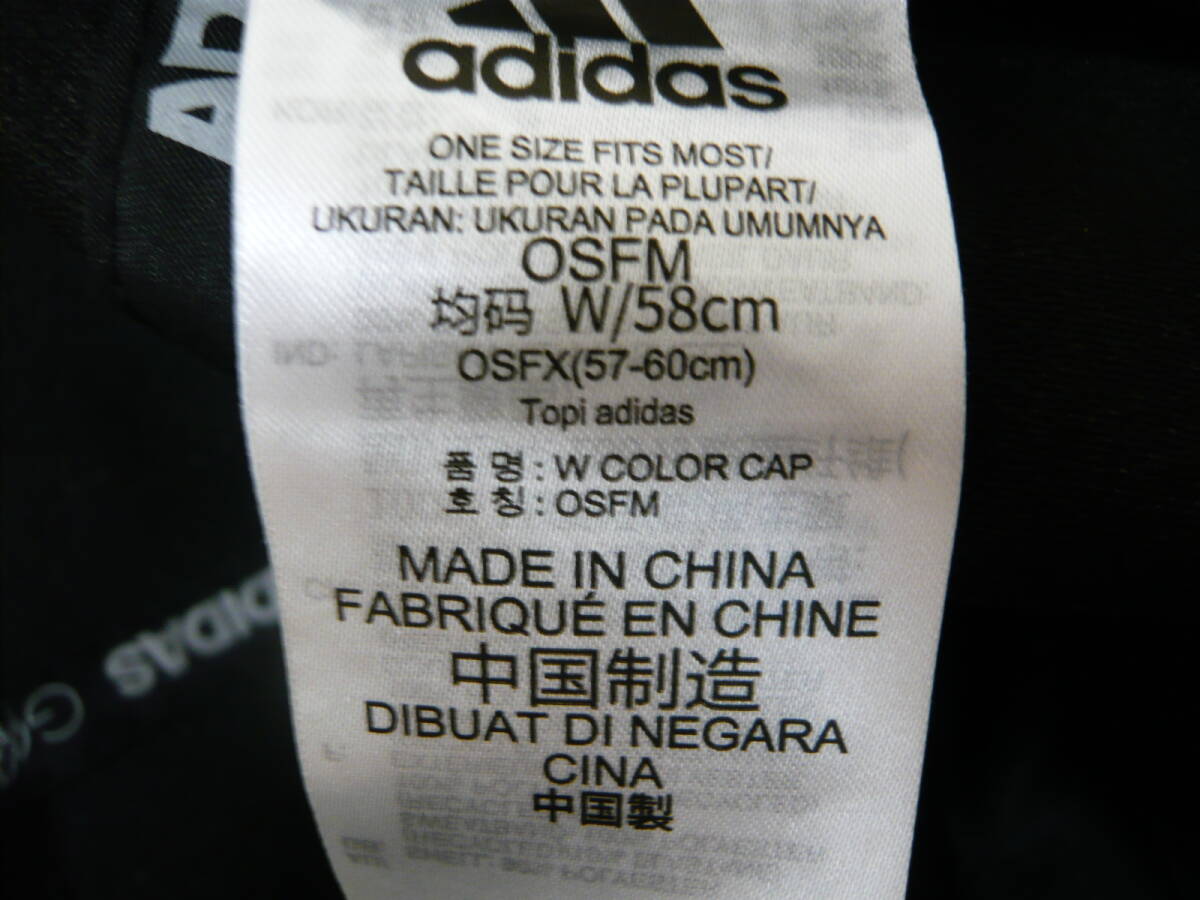 adidas
ONE SIZE FITS MOST/
TAILLE POUR LA PLUPART/
UKURAN: UKURAN PADA UMUMNYA
OSFM
均码 W/58cm
OSFX(57-60cm)
Topi adidas
품 명 : W COLOR CAP
호 칭 : OSFM
MADE IN CHINA
FABRIQUÉ EN CHINE
中国制造
DIBUAT DI NEGARA
CINA
中国製
ADIDAS